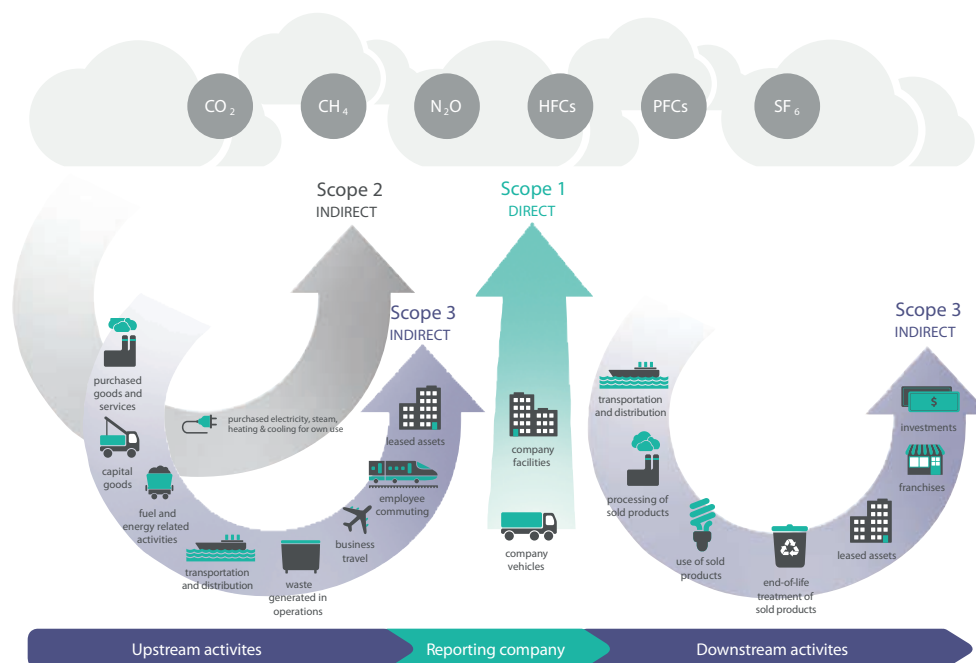 CO2
CH4
N2O
HFCs
PFCs
SF6
Scope 2
INDIRECT
Scope 1
DIRECT
Scope 3
INDIRECT
Scope 3
INDIRECT
purchased
goods and
services
capital
goods
fuel and
energy related
activities
transportation
and distribution
waste
generated in
operations
business
travel
employee
commuting
leased assets
purchased electricity, steam,
heating & cooling for own use
company
facilities
company
vehicles
transportation
and distribution
processing of
sold products
use of sold
products
end-of-life
treatment of
sold products
leased assets
franchises
$
investments
Upstream activites
Reporting company
Downstream activites